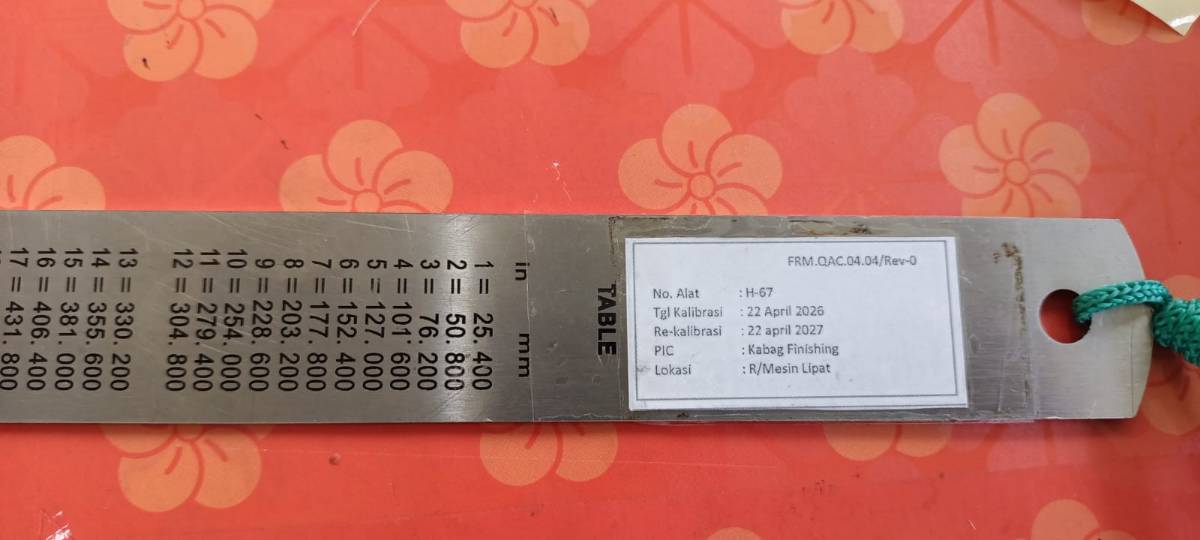 FRM.QAC.04.04/Rev-0
No. Alat : H-67
Tgl Kalibrasi : 22 April 2026
Re-kalibrasi : 22 april 2027
PIC : Kabag Finishing
Lokasi : R/Mesin Lipat
TABLE
in mm
1 = 25.400
2 = 50.800
3 = 76.200
4 = 101.600
5 = 127.000
6 = 152.400
7 = 177.800
8 = 203.200
9 = 228.600
10 = 254.000
11 = 279.400
12 = 304.800
13 = 330.200
14 = 355.600
15 = 381.000
16 = 406.400
17 = 431.800